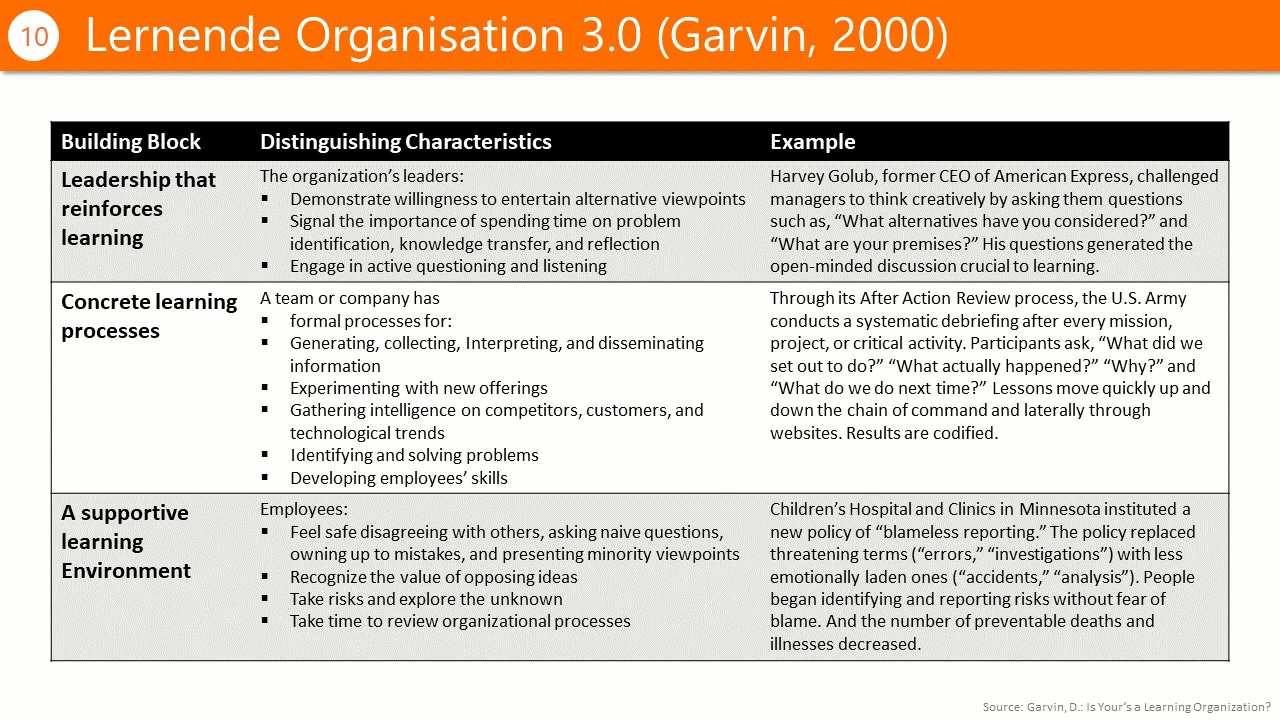 10
Lernende Organisation 3.0 (Garvin, 2000)
Building Block
Distinguishing Characteristics
Example
Leadership that
reinforces
learning
The organization's leaders:
▪ Demonstrate willingness to entertain alternative viewpoints
▪ Signal the importance of spending time on problem
identification, knowledge transfer, and reflection
▪ Engage in active questioning and listening
Harvey Golub, former CEO of American Express, challenged
managers to think creatively by asking them questions
such as, “What alternatives have you considered?” and
“What are your premises?” His questions generated the
open-minded discussion crucial to learning.
Concrete learning
processes
A team or company has
▪ formal processes for:
▪ Generating, collecting, Interpreting, and disseminating
information
▪ Experimenting with new offerings
▪ Gathering intelligence on competitors, customers, and
technological trends
▪ Identifying and solving problems
▪ Developing employees' skills
Through its After Action Review process, the U.S. Army
conducts a systematic debriefing after every mission,
project, or critical activity. Participants ask, “What did we
set out to do?” “What actually happened?” “Why?” and
“What do we do next time?” Lessons move quickly up and
down the chain of command and laterally through
websites. Results are codified.
A supportive
learning
Environment
Employees:
▪ Feel safe disagreeing with others, asking naive questions,
owning up to mistakes, and presenting minority viewpoints
▪ Recognize the value of opposing ideas
▪ Take risks and explore the unknown
▪ Take time to review organizational processes
Children's Hospital and Clinics in Minnesota instituted a
new policy of “blameless reporting.” The policy replaced
threatening terms (“errors,” “investigations”) with less
emotionally laden ones (“accidents,” “analysis”). People
began identifying and reporting risks without fear of
blame. And the number of preventable deaths and
illnesses decreased.
Source: Garvin, D.: Is Your's a Learning Organization?